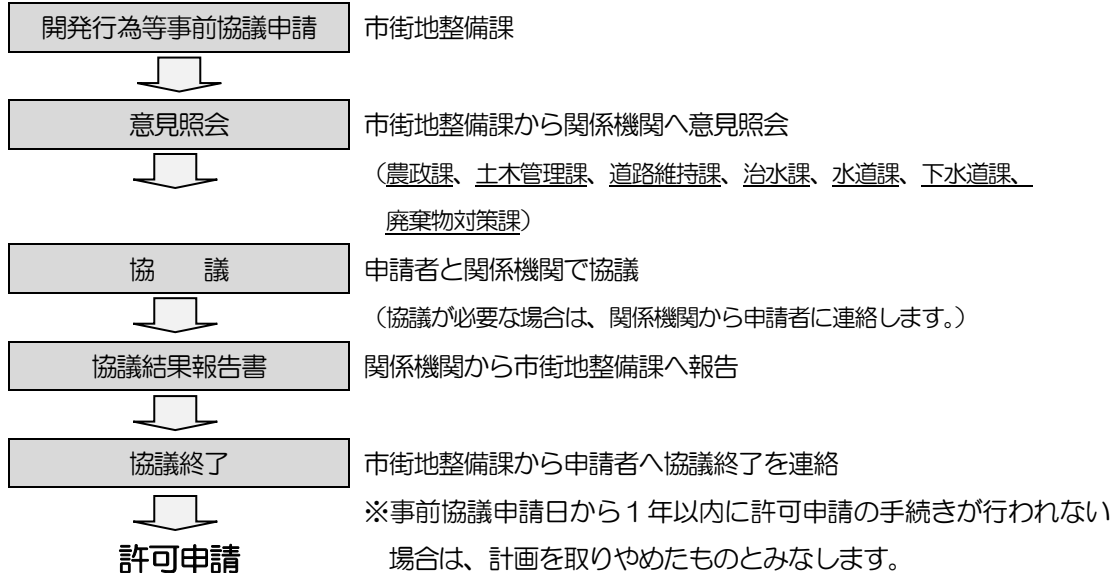 開発行為等事前協議申請 市街地整備課
意見照会 市街地整備課から関係機関へ意見照会
（農政課、土木管理課、道路維持課、治水課、水道課、下水道課、
廃棄物対策課）
協　　議 申請者と関係機関で協議
（協議が必要な場合は、関係機関から申請者に連絡します。）
協議結果報告書 関係機関から市街地整備課へ報告
協議終了 市街地整備課から申請者へ協議終了を連絡
※事前協議申請日から１年以内に許可申請の手続きが行われない
許可申請 場合は、計画を取りやめたものとみなします。